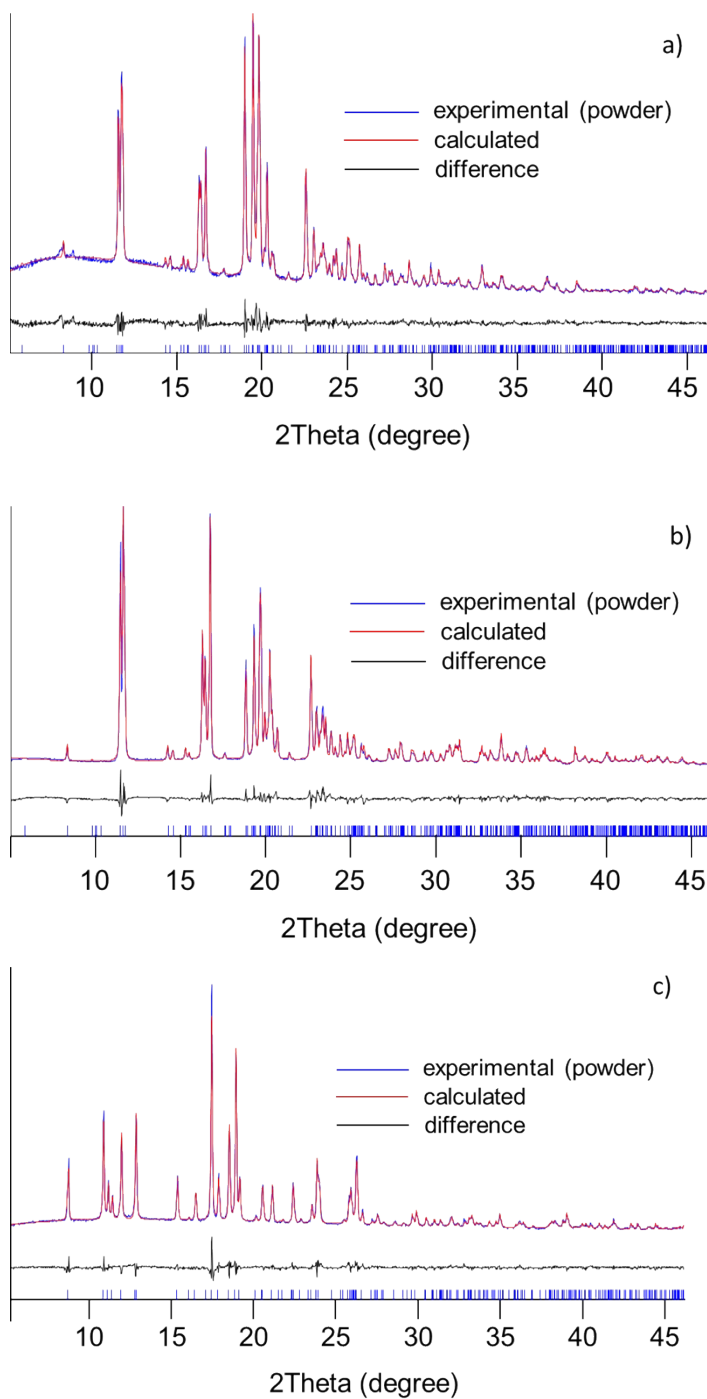 a)
experimental (powder)
calculated
difference
10 15 20 25 30 35 40 45
2Theta (degree)
b)
experimental (powder)
calculated
difference
10 15 20 25 30 35 40 45
2Theta (degree)
c)
experimental (powder)
calculated
difference
10 15 20 25 30 35 40 45
2Theta (degree)